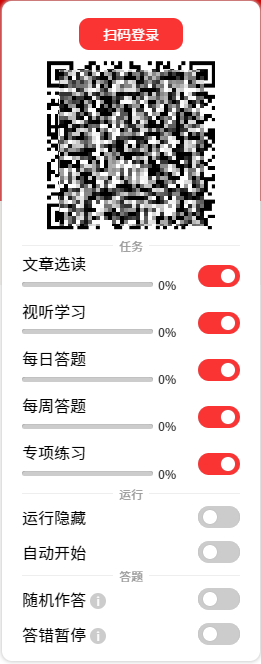 扫码登录
任务
文章选读
0%
视听学习
0%
每日答题
0%
每周答题
0%
专项练习
0%
运行
运行隐藏
自动开始
答题
随机作答 i
答错暂停 i